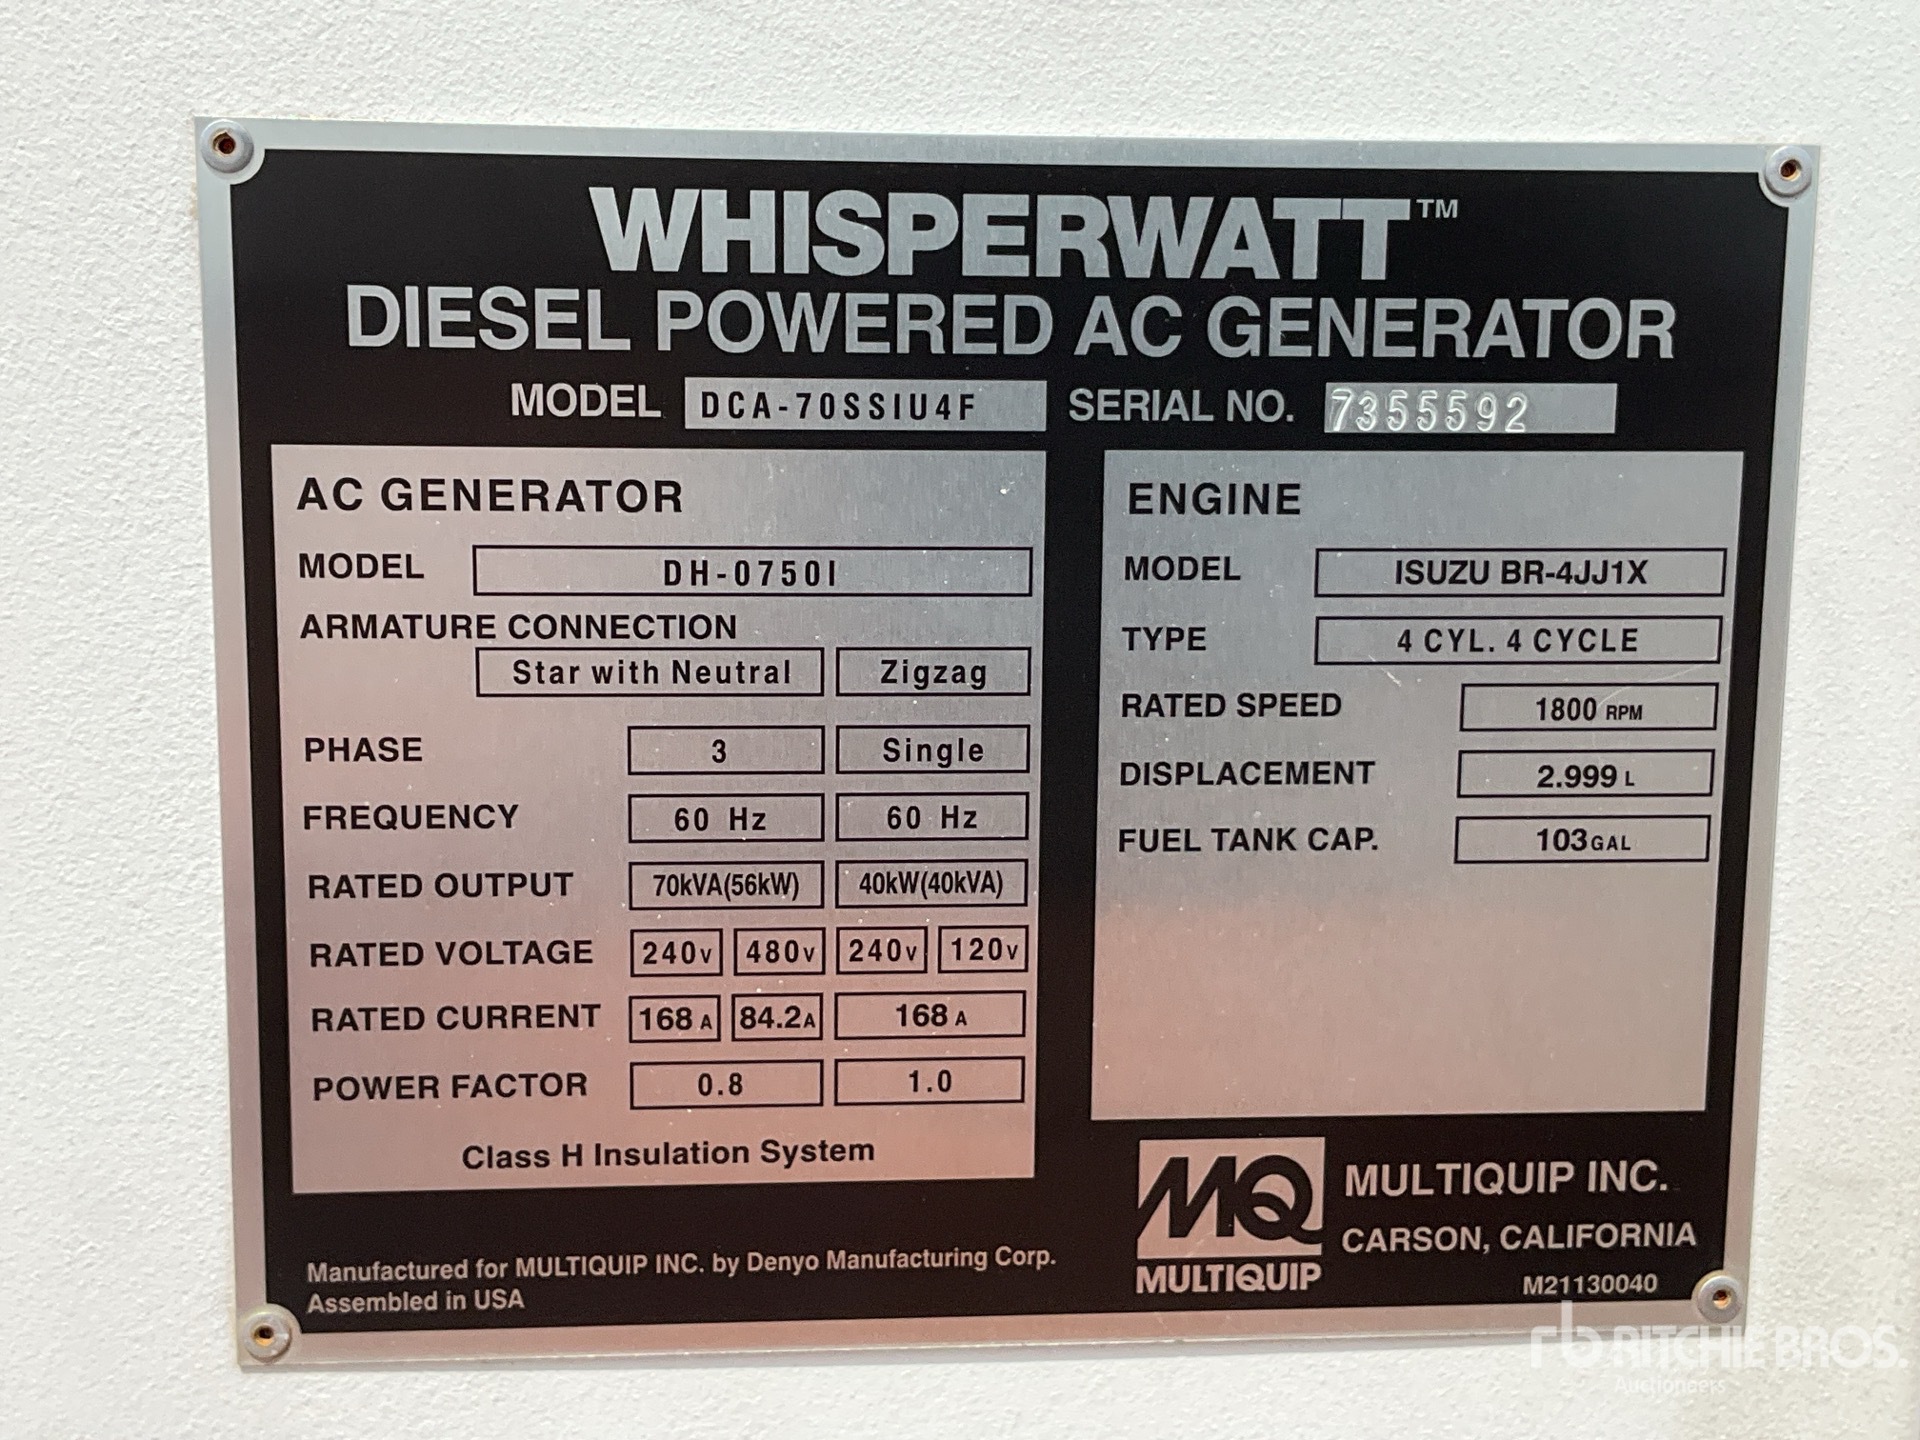 WHISPERWATT™
DIESEL POWERED AC GENERATOR
MODEL DCA-70SSIU4F SERIAL NO. 7355592
AC GENERATOR
MODEL DH-0750I
ARMATURE CONNECTION
Star with Neutral Zigzag
PHASE 3 Single
FREQUENCY 60 Hz 60 Hz
RATED OUTPUT 70kVA(56kW) 40kW(40kVA)
RATED VOLTAGE 240V 480V 240V 120V
RATED CURRENT 168 A 84.2A 168 A
POWER FACTOR 0.8 1.0
Class H Insulation System
ENGINE
MODEL ISUZU BR-4JJ1X
TYPE 4 CYL. 4 CYCLE
RATED SPEED 1800 RPM
DISPLACEMENT 2.999 L
FUEL TANK CAP. 103GAL
Manufactured for MULTIQUIP INC. by Denyo Manufacturing Corp.
Assembled in USA
MQ
MULTIQUIP
MULTIQUIP INC.
CARSON, CALIFORNIA
M21130040
rb RITCHIE BROS.
Auctioneers